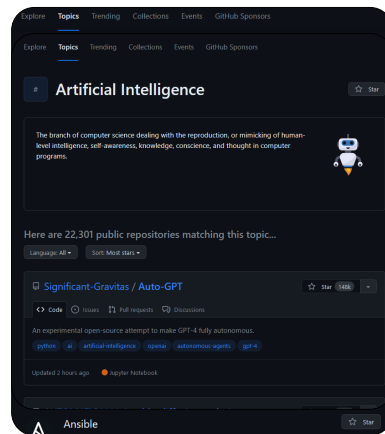 Explore Topics Trending Collections Events GitHub Sponsors
Explore Topics Trending Collections Events GitHub Sponsors
# Artificial Intelligence Star
The branch of computer science dealing with the reproduction, or mimicking of human-
level intelligence, self-awareness, knowledge, conscience, and thought in computer
programs.
Here are 22,301 public repositories matching this topic...
Language: All Sort: Most stars
Significant-Gravitas / Auto-GPT Star 140k
Code Issues Pull requests Discussions
An experimental open-source attempt to make GPT-4 fully autonomous.
python ai artificial-intelligence openai autonomous-agents gpt-4
Updated 2 hours ago Jupyter Notebook
Ansible Star